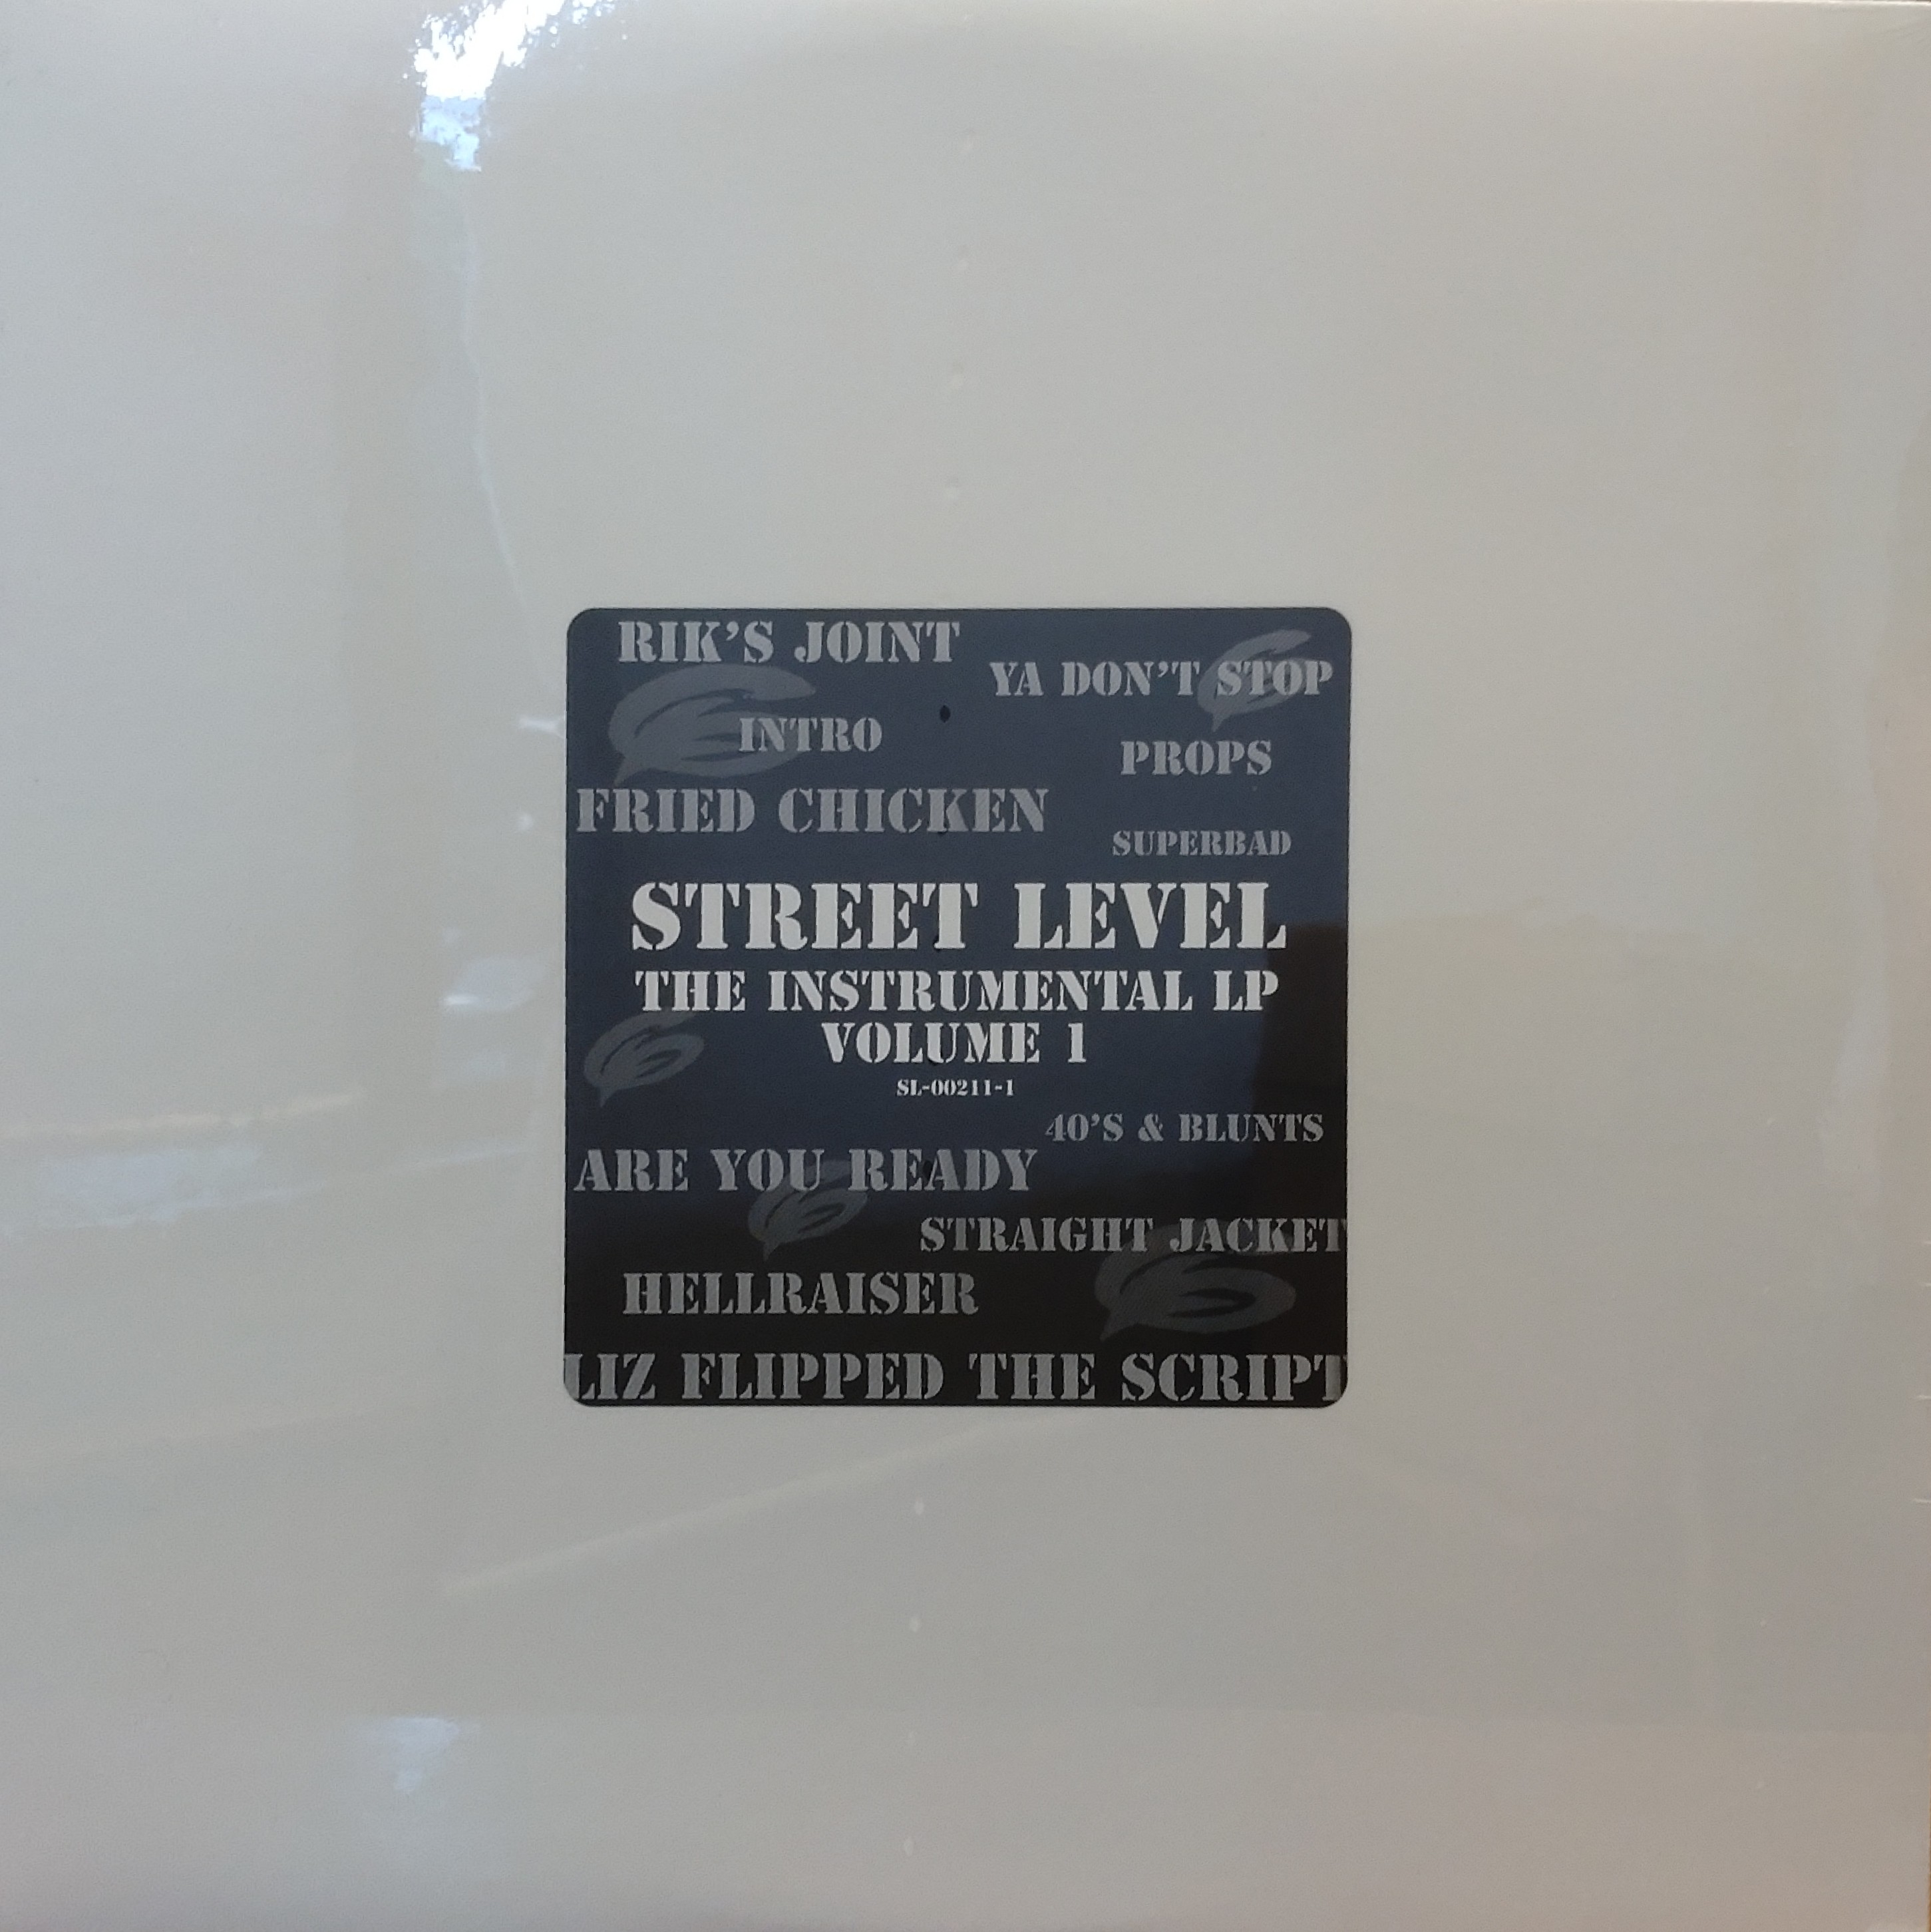 RIK'S JOINT
YA DON'T STOP
INTRO
PROPS
FRIED CHICKEN
SUPERBAD
STREET LEVEL
THE INSTRUMENTAL LP
VOLUME 1
SL-00211-1
40'S & BLUNTS
ARE YOU READY
STRAIGHT JACKET
HELLRAISER
LIZ FLIPPED THE SCRIPT